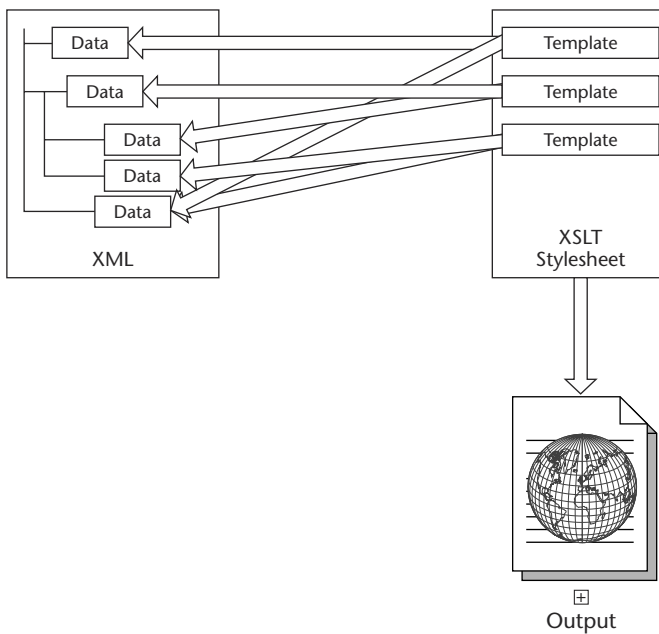 Data
Template
Data
Template
Data
Template
Data
Data
XML
XSLT
Stylesheet
Output